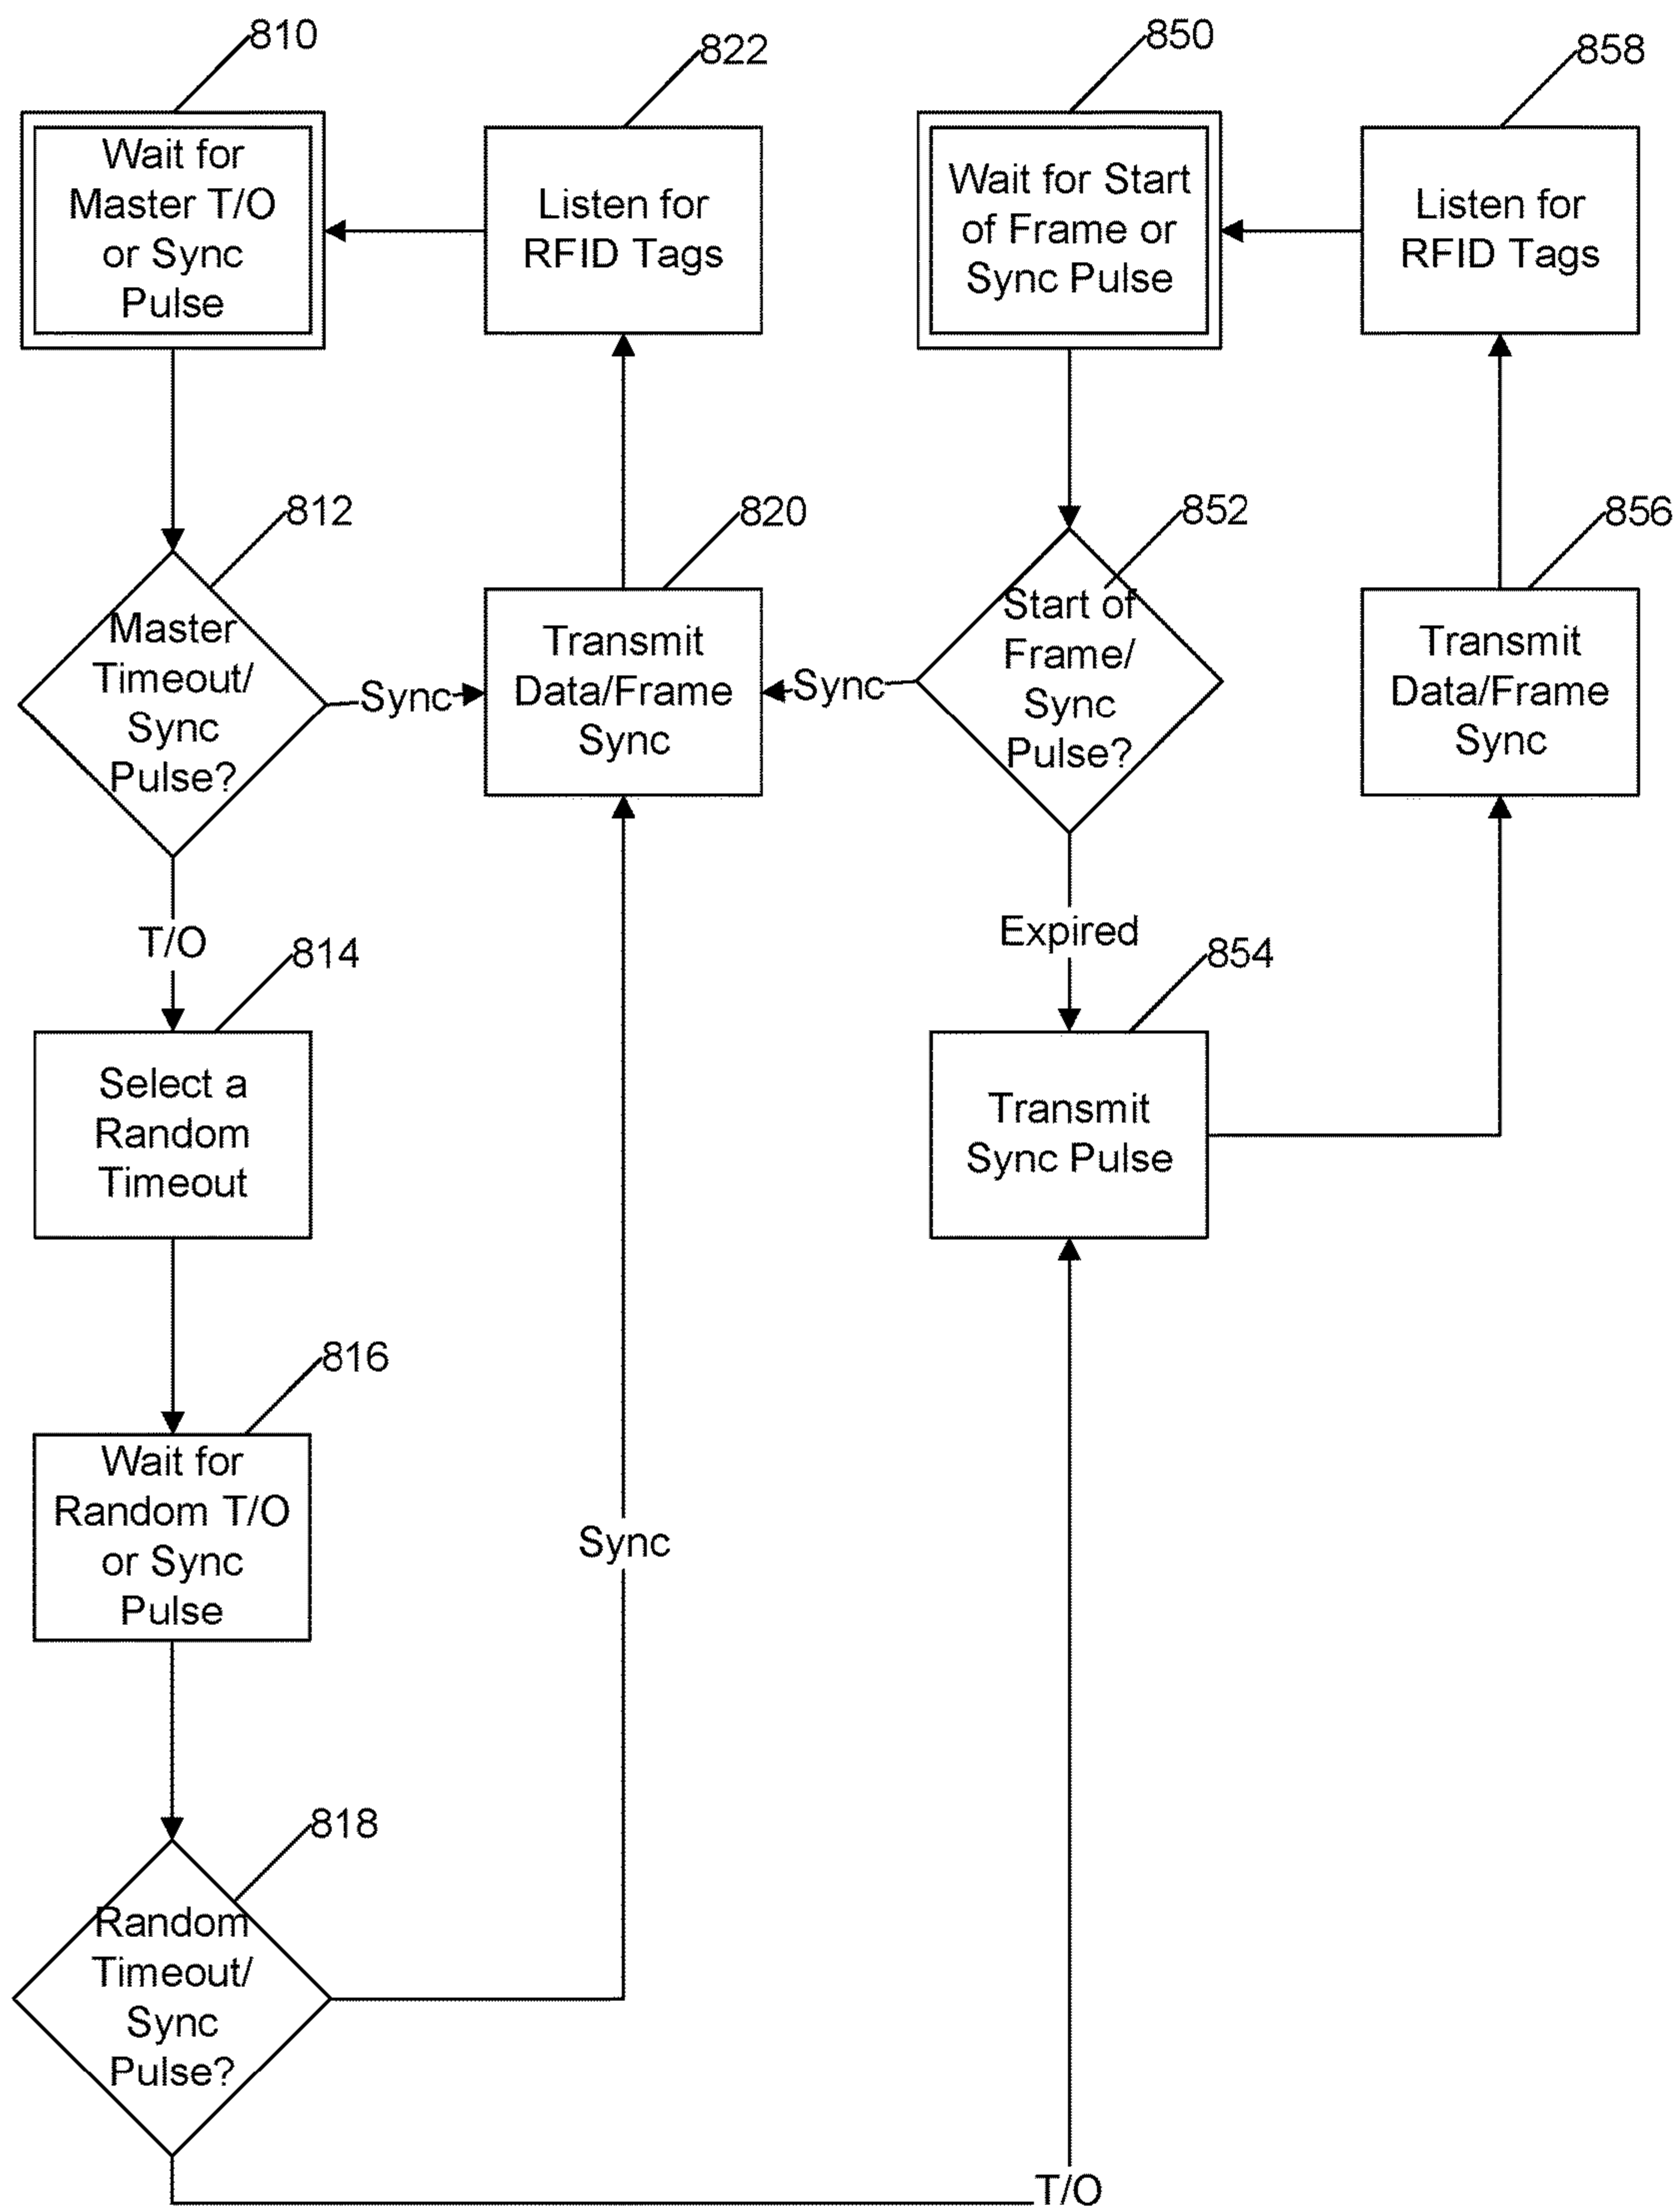 810
822
850
858
Wait for
Master T/O
or Sync
Pulse
Listen for
RFID Tags
Wait for Start
of Frame or
Sync Pulse
Listen for
RFID Tags
812
820
852
856
Master
Timeout/
Sync
Pulse?
Sync
Transmit
Data/Frame
Sync
Sync
Start of
Frame/
Sync
Pulse?
Transmit
Data/Frame
Sync
T/O
Expired
814
854
Select a
Random
Timeout
Transmit
Sync Pulse
816
Wait for
Random T/O
or Sync
Pulse
Sync
818
Random
Timeout/
Sync
Pulse?
T/O